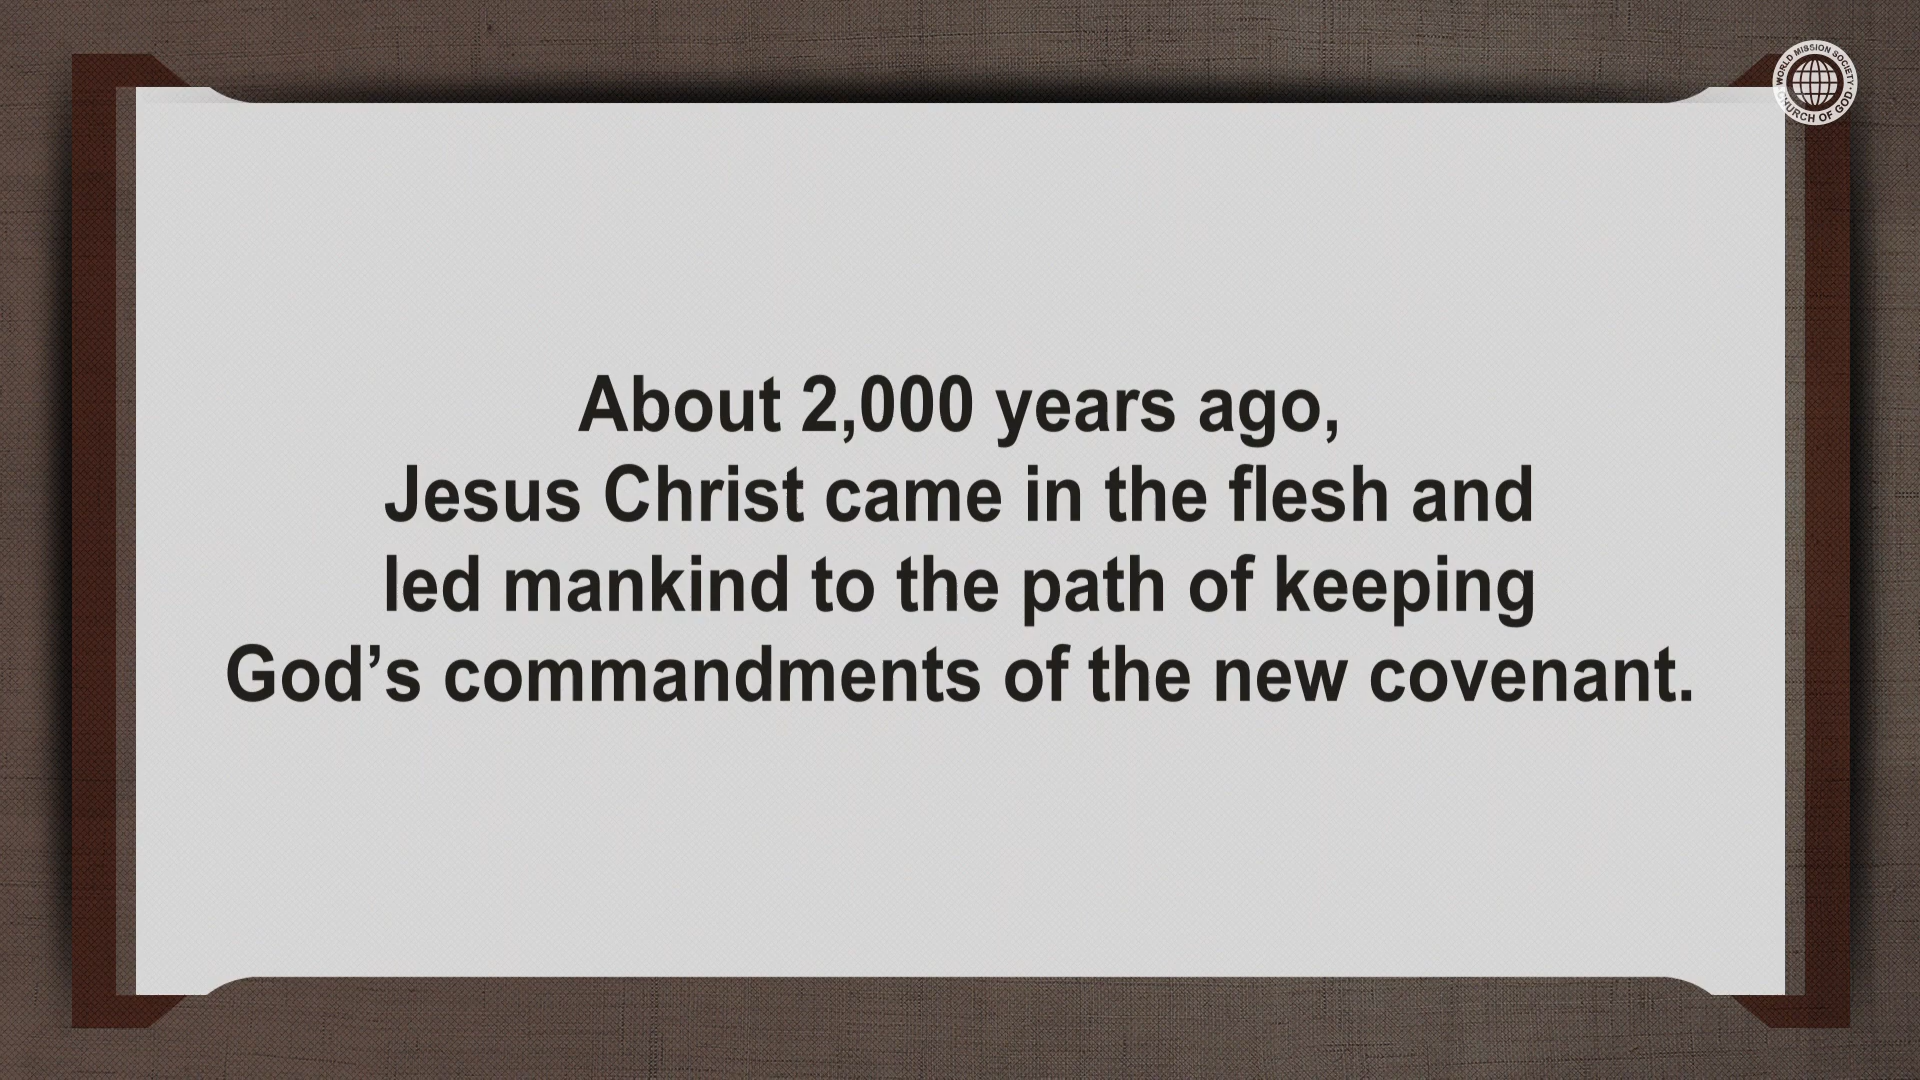 WORLD MISSION SOCIETY
CHURCH OF GOD
About 2,000 years ago,
Jesus Christ came in the flesh and
led mankind to the path of keeping
God’s commandments of the new covenant.